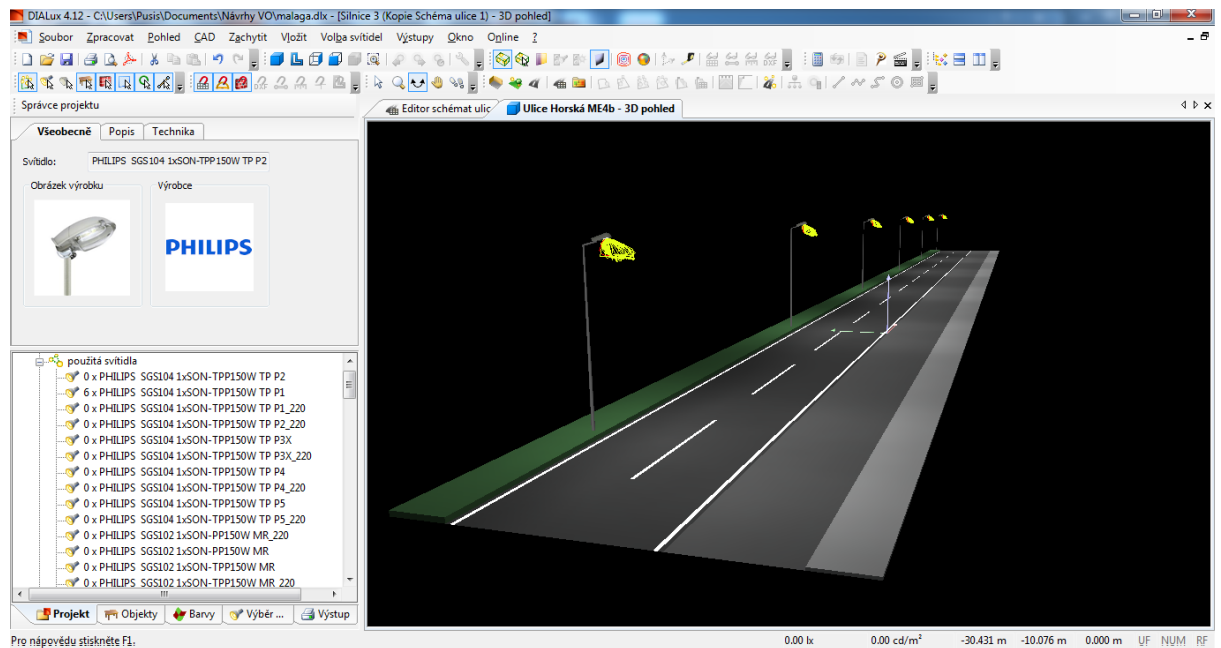 DIALux 4.12 - C:\Users\Pusis\Documents\Návrhy VO\malaga.dlx - [Silnice 3 (Kopie Schéma ulice 1) - 3D pohled]
Soubor Zpracovat Pohled CAD Zachytit Vložit Volba svítidel Výstupy Okno Online ?
Správce projektu
Editor schémat ulic
Ulice Horská ME4b - 3D pohled
Všeobecně Popis Technika
Svítidlo: PHILIPS SGS104 1xSON-TPP150W TP P2
Obrázek výrobku Výrobce
PHILIPS
použitá svítidla
0 x PHILIPS SGS104 1xSON-TPP150W TP P2
6 x PHILIPS SGS104 1xSON-TPP150W TP P1
0 x PHILIPS SGS104 1xSON-TPP150W TP P1_220
0 x PHILIPS SGS104 1xSON-TPP150W TP P2_220
0 x PHILIPS SGS104 1xSON-TPP150W TP P3X
0 x PHILIPS SGS104 1xSON-TPP150W TP P3X_220
0 x PHILIPS SGS104 1xSON-TPP150W TP P4
0 x PHILIPS SGS104 1xSON-TPP150W TP P4_220
0 x PHILIPS SGS104 1xSON-TPP150W TP P5
0 x PHILIPS SGS104 1xSON-TPP150W TP P5_220
0 x PHILIPS SGS102 1xSON-PP150W MR_220
0 x PHILIPS SGS102 1xSON-PP150W MR
0 x PHILIPS SGS102 1xSON-TPP150W MR
0 x PHILIPS SGS102 1xSON-TPP150W MR_220
Projekt Objekty Barvy Výběr ... Výstup
Pro nápovědu stiskněte F1. 0.00 lx 0.00 cd/m² -30.431 m -10.076 m 0.000 m UF NUM RF